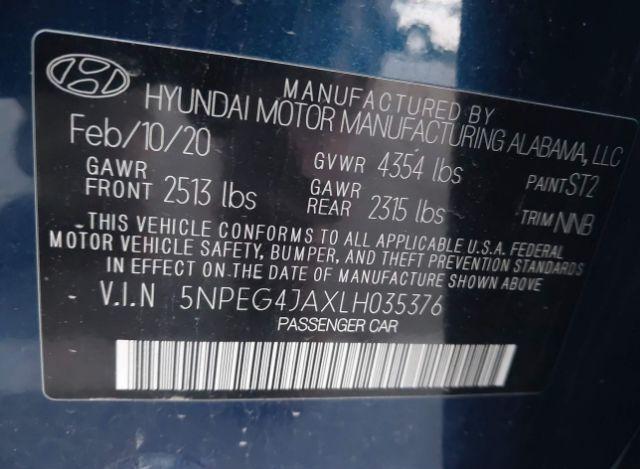 MANUFACTURED BY
HYUNDAI MOTOR MANUFACTURING ALABAMA, LLC
Feb/10/20
GVWR 4354 lbs
PAINT ST2
GAWR FRONT 2513 lbs
GAWR REAR 2315 lbs
TRIM NNB
THIS VEHICLE CONFORMS TO ALL APPLICABLE U.S.A. FEDERAL
MOTOR VEHICLE SAFETY, BUMPER, AND THEFT PREVENTION STANDARDS
IN EFFECT ON THE DATE OF MANUFACTURE SHOWN ABOVE
V.I.N 5NPEG4JAXLH035376
PASSENGER CAR